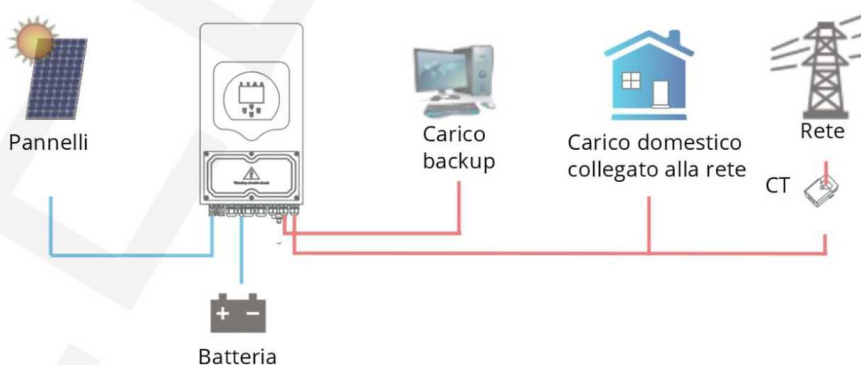 Pannelli
Carico
backup
Carico domestico
collegato alla rete
Rete
CT
Batteria